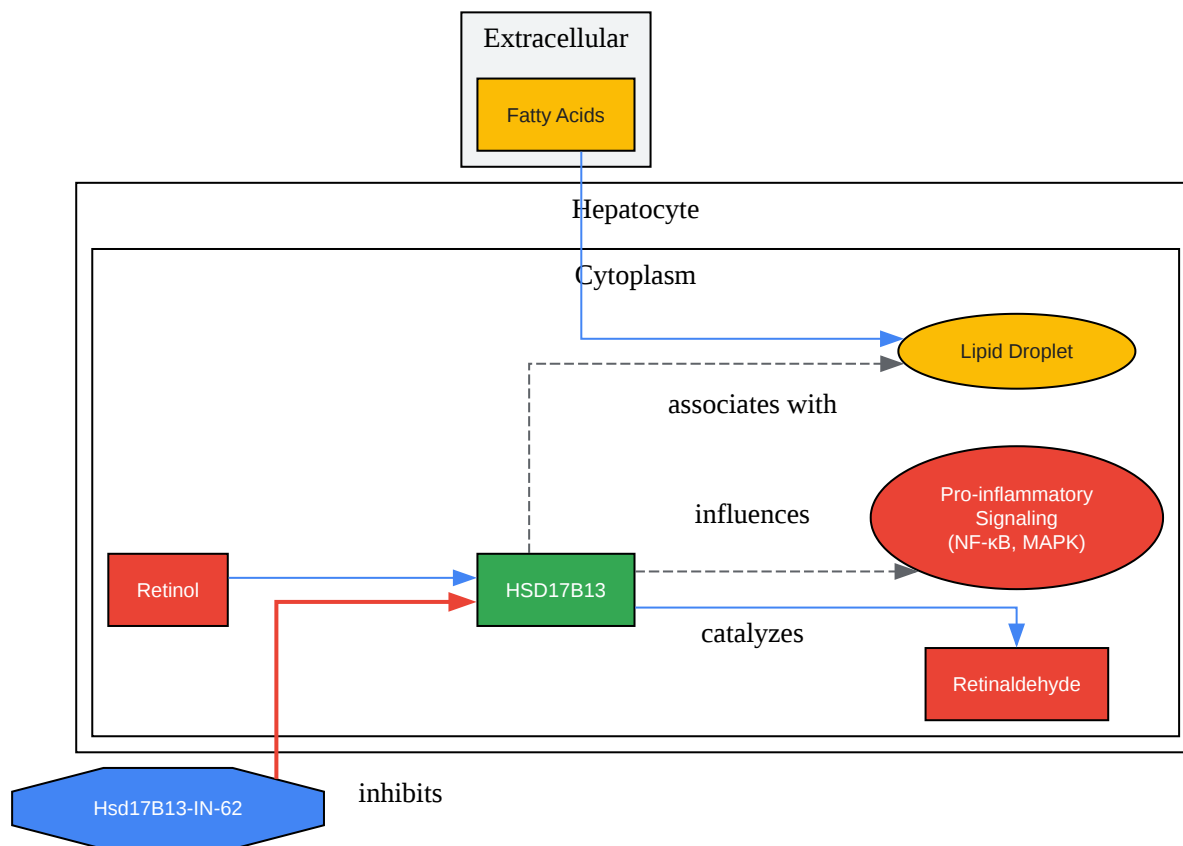 Extracellular
Fatty Acids
Hepatocyte
Cytoplasm
Lipid Droplet
associates with
Pro-inflammatory
Signaling
(NF-κB, MAPK)
influences
Retinol
HSD17B13
catalyzes
Retinaldehyde
Hsd17B13-IN-62
inhibits